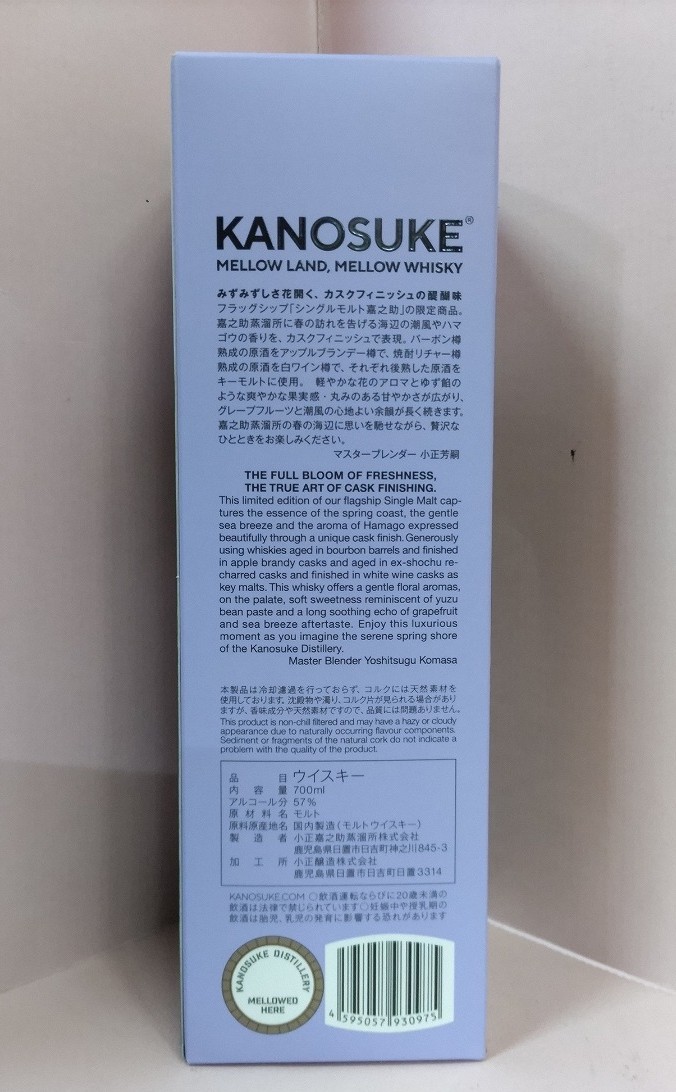 KANOSUKE®
MELLOW LAND, MELLOW WHISKY
みずみずしさ花開く、カスクフィニッシュの醍醐味
フラッグシップ「シングルモルト嘉之助」の限定商品。
嘉之助蒸溜所に春の訪れを告げる海辺の潮風やハマ
ゴウの香りを、カスクフィニッシュで表現。バーボン樽
熟成の原酒をアップルブランデー樽で、焼酎リチャー樽
熟成の原酒を白ワイン樽で、それぞれ後熟した原酒を
キーモルトに使用。 軽やかな花のアロマとゆず餡の
ような爽やかな果実感・丸みのある甘やかさが広がり、
グレープフルーツと潮風の心地よい余韻が長く続きます。
嘉之助蒸溜所の春の海辺に思いを馳せながら、贅沢な
ひとときをお楽しみください。
マスターブレンダー 小正芳嗣
THE FULL BLOOM OF FRESHNESS,
THE TRUE ART OF CASK FINISHING.
This limited edition of our flagship Single Malt cap-
tures the essence of the spring coast, the gentle
sea breeze and the aroma of Hamago expressed
beautifully through a unique cask finish. Generously
using whiskies aged in bourbon barrels and finished
in apple brandy casks and aged in ex-shochu re-
charred casks and finished in white wine casks as
key malts. This whisky offers a gentle floral aromas,
on the palate, soft sweetness reminiscent of yuzu
bean paste and a long soothing echo of grapefruit
and sea breeze aftertaste. Enjoy this luxurious
moment as you imagine the serene spring shore
of the Kanosuke Distillery.
Master Blender Yoshitsugu Komasa
本製品は冷却濾過を行っておらず、コルクには天然素材を
使用しております。沈殿物や濁り、コルク片が見られる場合があり
ますが、香味成分や天然素材ですので、品質には問題ありません。
This product is non-chill filtered and may have a hazy or cloudy
appearance due to naturally occurring flavour components.
Sediment or fragments of the natural cork do not indicate a
problem with the quality of the product.
品目 ウイスキー
内容量 700ml
アルコール分 57%
原材料名 モルト
原料原産地名 国内製造(モルトウイスキー)
製造者 小正嘉之助蒸溜所株式会社
鹿児島県日置市日吉町神之川845-3
加工所 小正醸造株式会社
鹿児島県日置市日吉町日置3314
KANOSUKE.COM ○飲酒運転ならびに20歳未満の
飲酒は法律で禁じられています○妊娠中や授乳期の
飲酒は胎児、乳児の発育に影響する恐れがあります
KANOSUKE DISTILLERY
MELLOWED
HERE
4 595057 930975